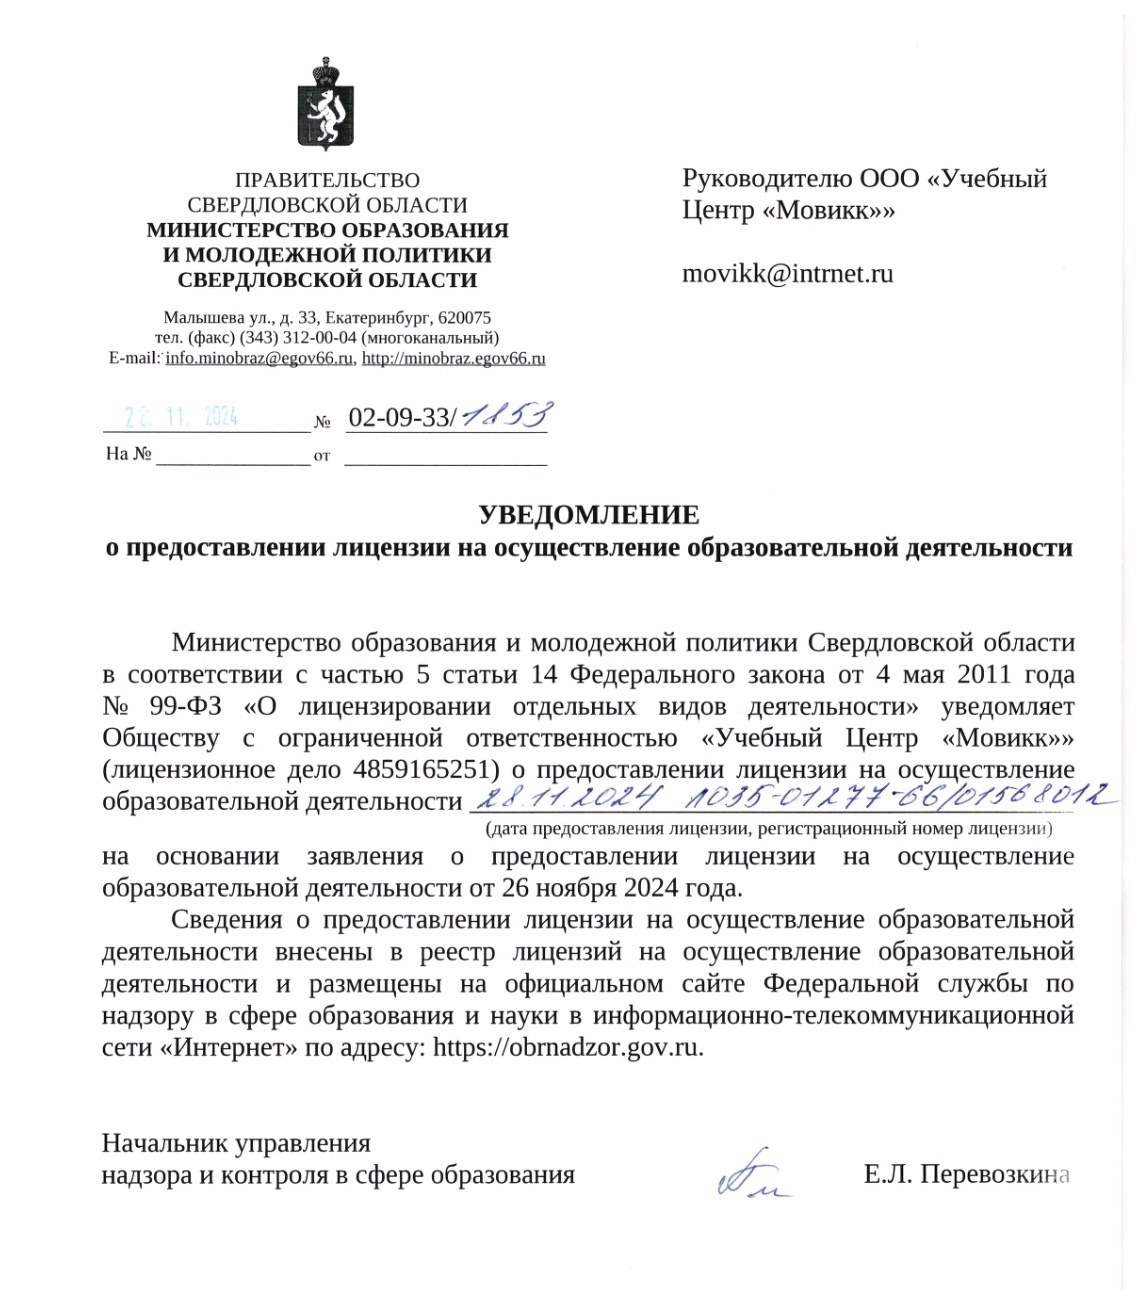 ПРАВИТЕЛЬСТВО
СВЕРДЛОВСКОЙ ОБЛАСТИ
МИНИСТЕРСТВО ОБРАЗОВАНИЯ
И МОЛОДЕЖНОЙ ПОЛИТИКИ
СВЕРДЛОВСКОЙ ОБЛАСТИ
Малышева ул., д. 33, Екатеринбург, 620075
тел. (факс) (343) 312-00-04 (многоканальный)
E-mail: info.minobraz@egov66.ru, http://minobraz.egov66.ru
28.11.2024 № 02-09-33/1853
На № от
Руководителю ООО «Учебный
Центр «Мовикк»»
movikk@intrnet.ru
УВЕДОМЛЕНИЕ
о предоставлении лицензии на осуществление образовательной деятельности
Министерство образования и молодежной политики Свердловской области
в соответствии с частью 5 статьи 14 Федерального закона от 4 мая 2011 года
№ 99-ФЗ «О лицензировании отдельных видов деятельности» уведомляет
Обществу с ограниченной ответственностью «Учебный Центр «Мовикк»»
(лицензионное дело 4859165251) о предоставлении лицензии на осуществление
образовательной деятельности 28.11.2024 Л035-01277-66/01568012
(дата предоставления лицензии, регистрационный номер лицензии)
на основании заявления о предоставлении лицензии на осуществление
образовательной деятельности от 26 ноября 2024 года.
Сведения о предоставлении лицензии на осуществление образовательной
деятельности внесены в реестр лицензий на осуществление образовательной
деятельности и размещены на официальном сайте Федеральной службы по
надзору в сфере образования и науки в информационно-телекоммуникационной
сети «Интернет» по адресу: https://obrnadzor.gov.ru.
Начальник управления
надзора и контроля в сфере образования Е.Л. Перевозкина